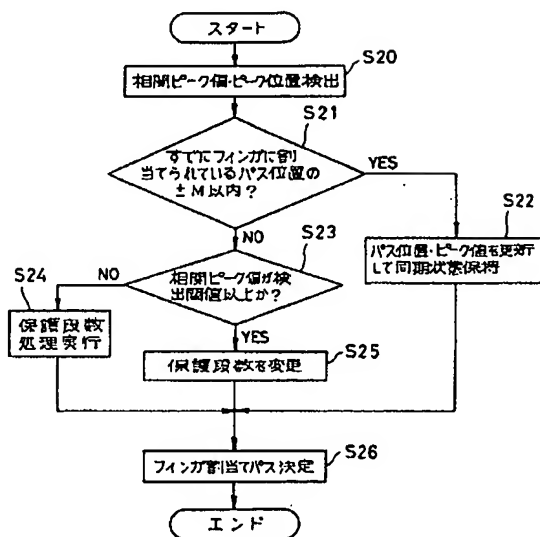 スタート
S20
相関ピーク値・ピーク位置検出
S21
すでにフィンガに割
当てられているパス位置の
±M以内？
YES
S22
パス位置・ピーク値を更新
して同期状態保持
NO
S23
相関ピーク値が検
出閾値以上か？
NO
S24
保護段数
処理実行
YES
S25
保護段数を変更
S26
フィンガ割当てパス決定
エンド